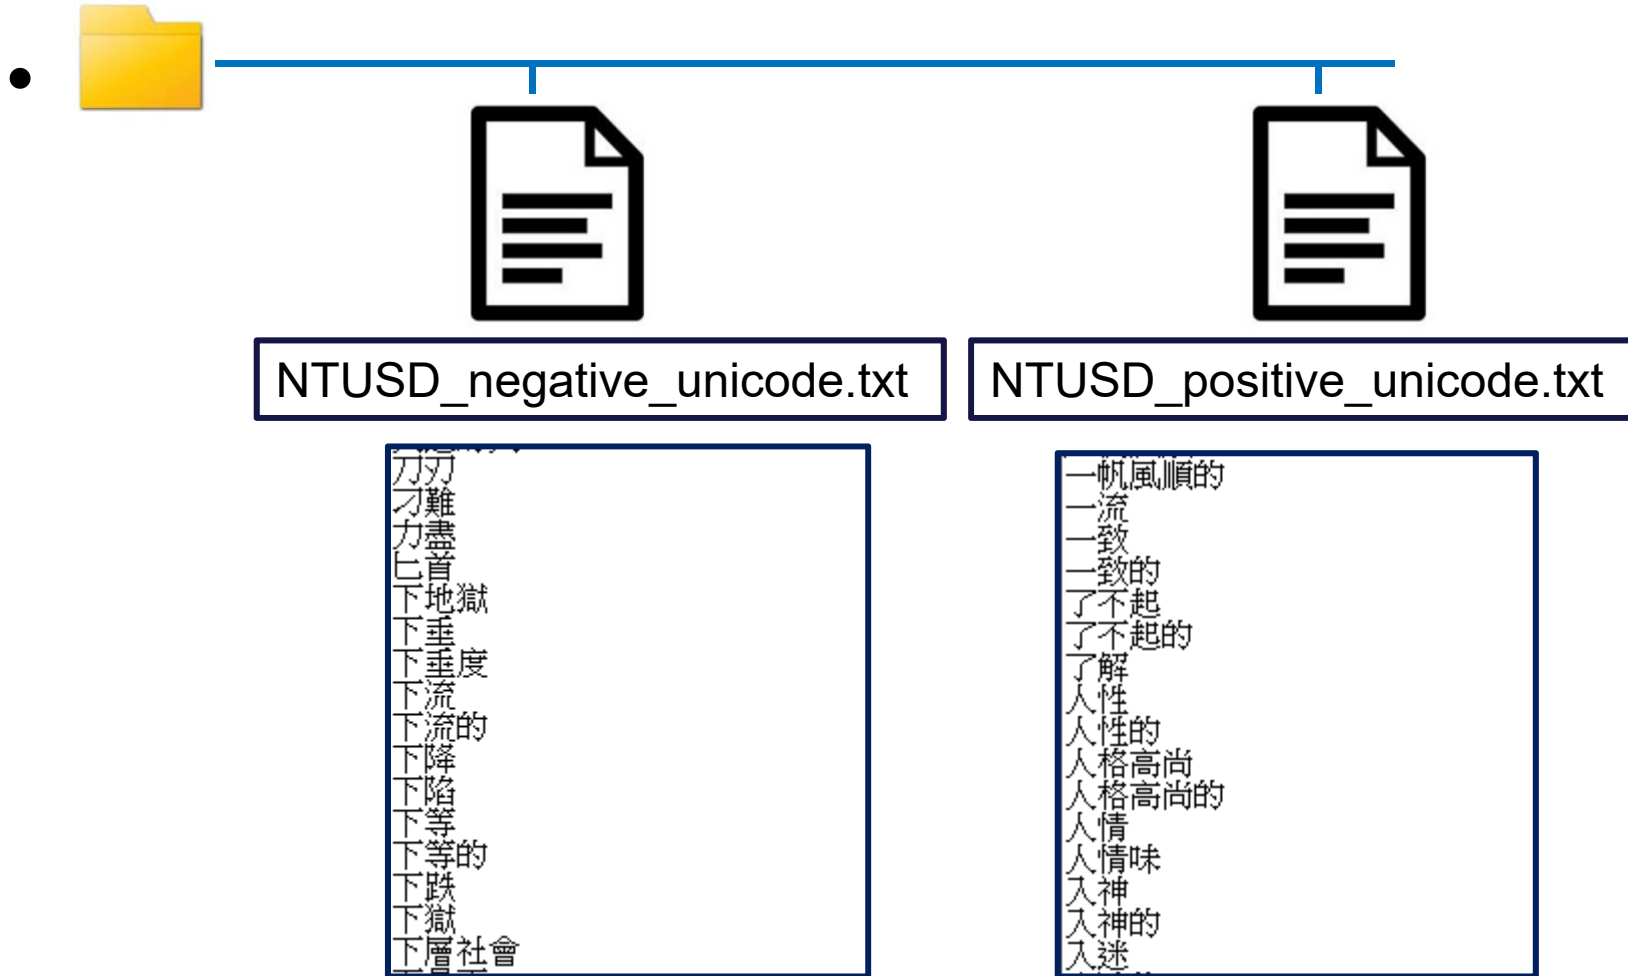 NTUSD_negative_unicode.txt
NTUSD_positive_unicode.txt
刀刃
刁難
力盡
匕首
下地獄
下垂
下垂度
下流
下流的
下降
下陷
下等
下等的
下跌
下獄
下層社會
一帆風順的
一流
一致
一致的
了不起
了不起的
了解
人性
人性的
人格高尚
人格高尚的
人情
人情味
入神
入神的
入迷